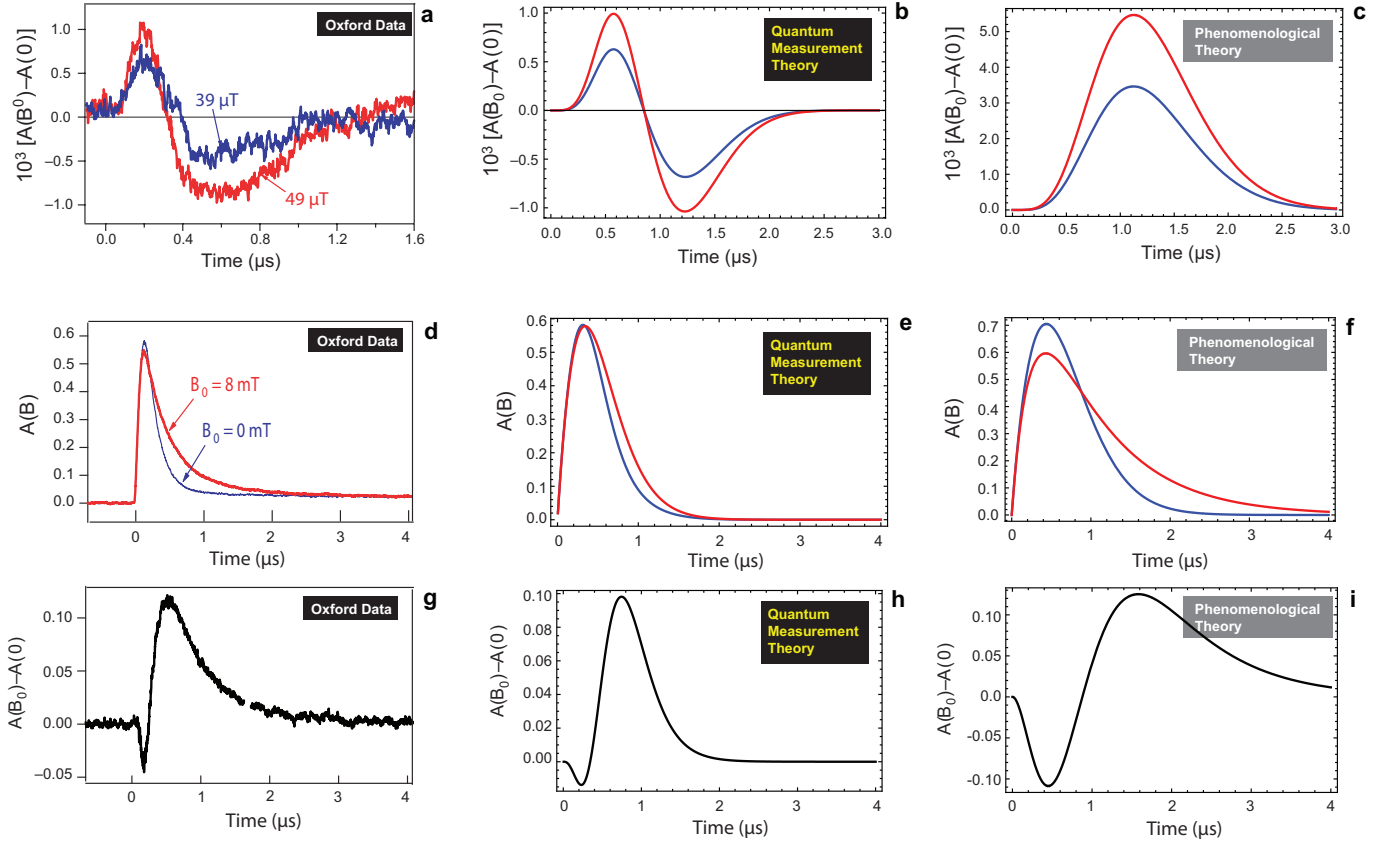 a
Oxford Data
10³ [A(B⁰)–A(0)]
1.0
0.5
0.0
−0.5
−1.0
39 μT
49 μT
0.0 0.4 0.8 1.2 1.6
Time (μs)
b
Quantum
Measurement
Theory
10³ [A(B₀)–A(0)]
1.0
0.5
0.0
−0.5
−1.0
0.0 0.5 1.0 1.5 2.0 2.5 3.0
Time (μs)
c
Phenomenological
Theory
10³ [A(B₀)–A(0)]
5.0
4.0
3.0
2.0
1.0
0.0
0.0 0.5 1.0 1.5 2.0 2.5 3.0
Time (μs)
d
Oxford Data
A(B)
0.6
0.5
0.4
0.3
0.2
0.1
0.0
B₀ = 8 mT
B₀ = 0 mT
0 1 2 3 4
Time (μs)
e
Quantum
Measurement
Theory
A(B)
0.6
0.5
0.4
0.3
0.2
0.1
0.0
0 1 2 3 4
Time (μs)
f
Phenomenological
Theory
A(B)
0.7
0.6
0.5
0.4
0.3
0.2
0.1
0.0
0 1 2 3 4
Time (μs)
g
Oxford Data
A(B₀)–A(0)
0.10
0.05
0.00
−0.05
0 1 2 3 4
Time (μs)
h
Quantum
Measurement
Theory
A(B₀)–A(0)
0.10
0.08
0.06
0.04
0.02
0.00
0 1 2 3 4
Time (μs)
i
Phenomenological
Theory
A(B₀)–A(0)
0.10
0.05
0.00
-0.05
-0.10
0 1 2 3 4
Time (μs)